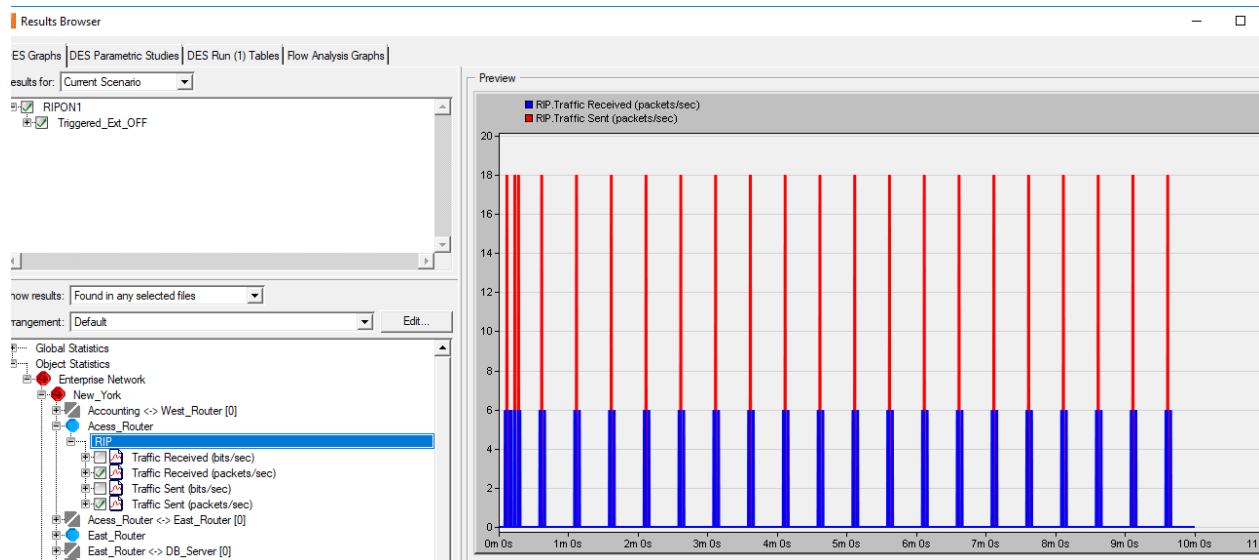 Results Browser
ES Graphs DES Parametric Studies DES Run (1) Tables Flow Analysis Graphs
esults for: Current Scenario
RIPON1
Triggered_Ext_OFF
how results: Found in any selected files
rrangement: Default Edit...
Global Statistics
Object Statistics
Enterprise Network
New_York
Accounting <-> West_Router [0]
Acess_Router
RIP
Traffic Received (bits/sec)
Traffic Received (packets/sec)
Traffic Sent (bits/sec)
Traffic Sent (packets/sec)
Acess_Router <-> East_Router [0]
East_Router
East_Router <-> DB_Server [0]
Preview
RIP.Traffic Received (packets/sec)
RIP.Traffic Sent (packets/sec)
20
18
16
14
12
10
8
6
4
2
0
0m 0s 1m 0s 2m 0s 3m 0s 4m 0s 5m 0s 6m 0s 7m 0s 8m 0s 9m 0s 10m 0s 11